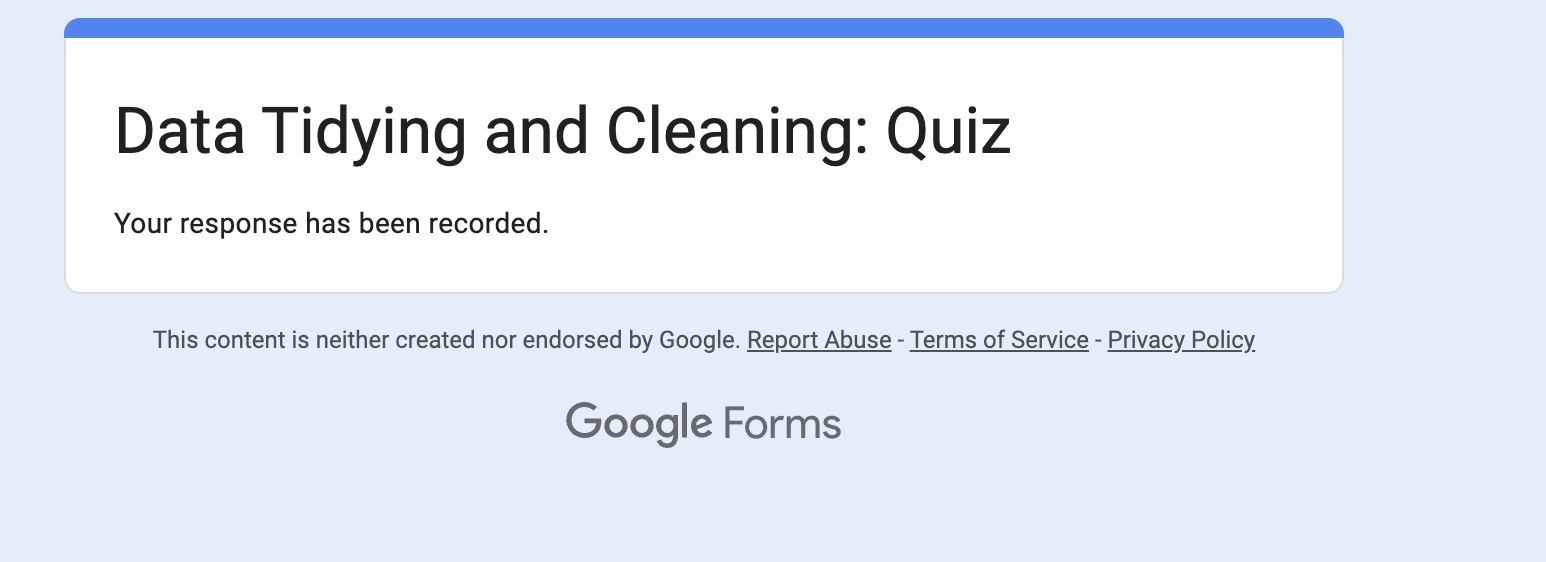 Data Tidying and Cleaning: Quiz
Your response has been recorded.
This content is neither created nor endorsed by Google. Report Abuse - Terms of Service - Privacy Policy
Google Forms